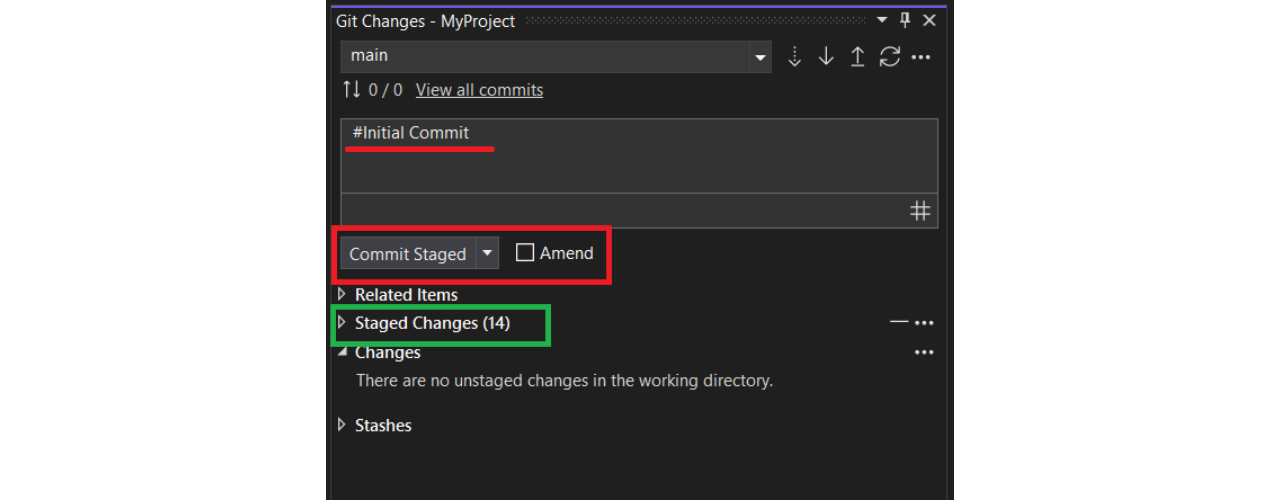 Git Changes - MyProject
main
0 / 0 View all commits
#Initial Commit
Commit Staged Amend
Related Items
Staged Changes (14)
Changes
There are no unstaged changes in the working directory.
Stashes